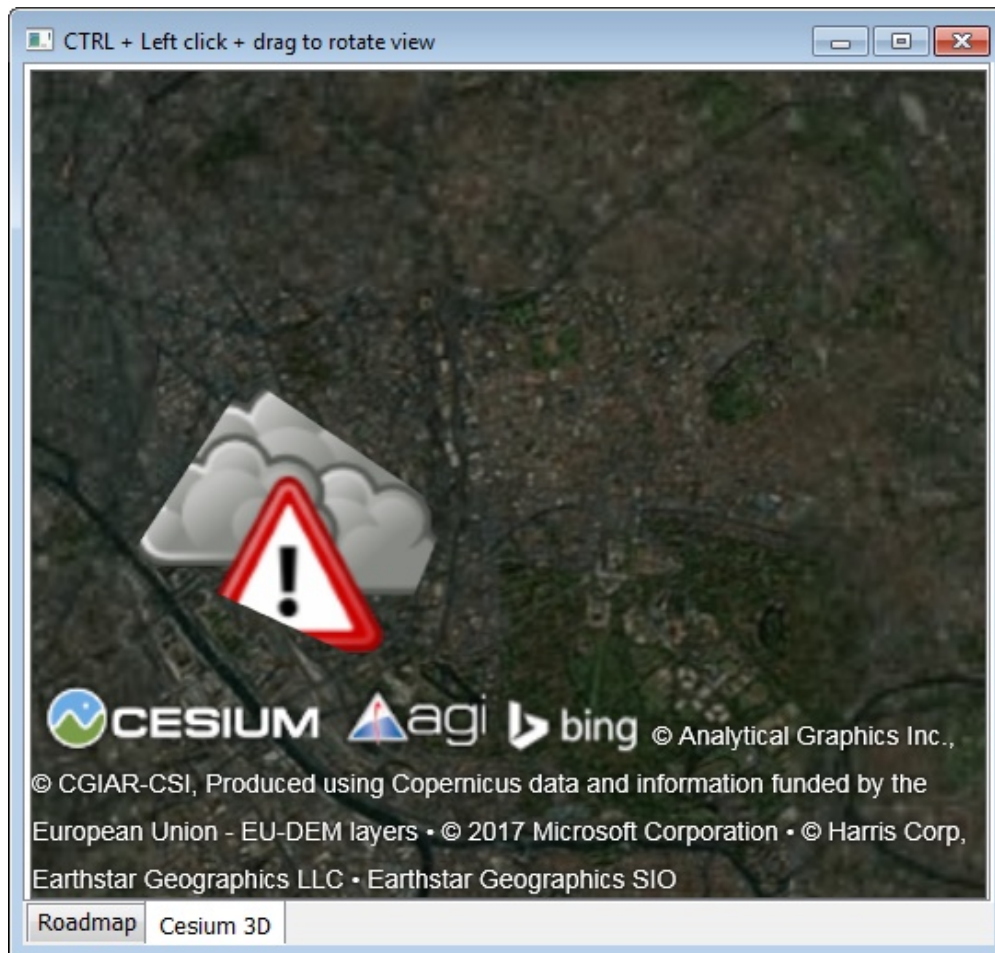 CTRL + Left click + drag to rotate view
!
CESIUM agi bing © Analytical Graphics Inc.,
© CGIAR-CSI, Produced using Copernicus data and information funded by the
European Union - EU-DEM layers • © 2017 Microsoft Corporation • © Harris Corp,
Earthstar Geographics LLC • Earthstar Geographics SIO
Roadmap Cesium 3D